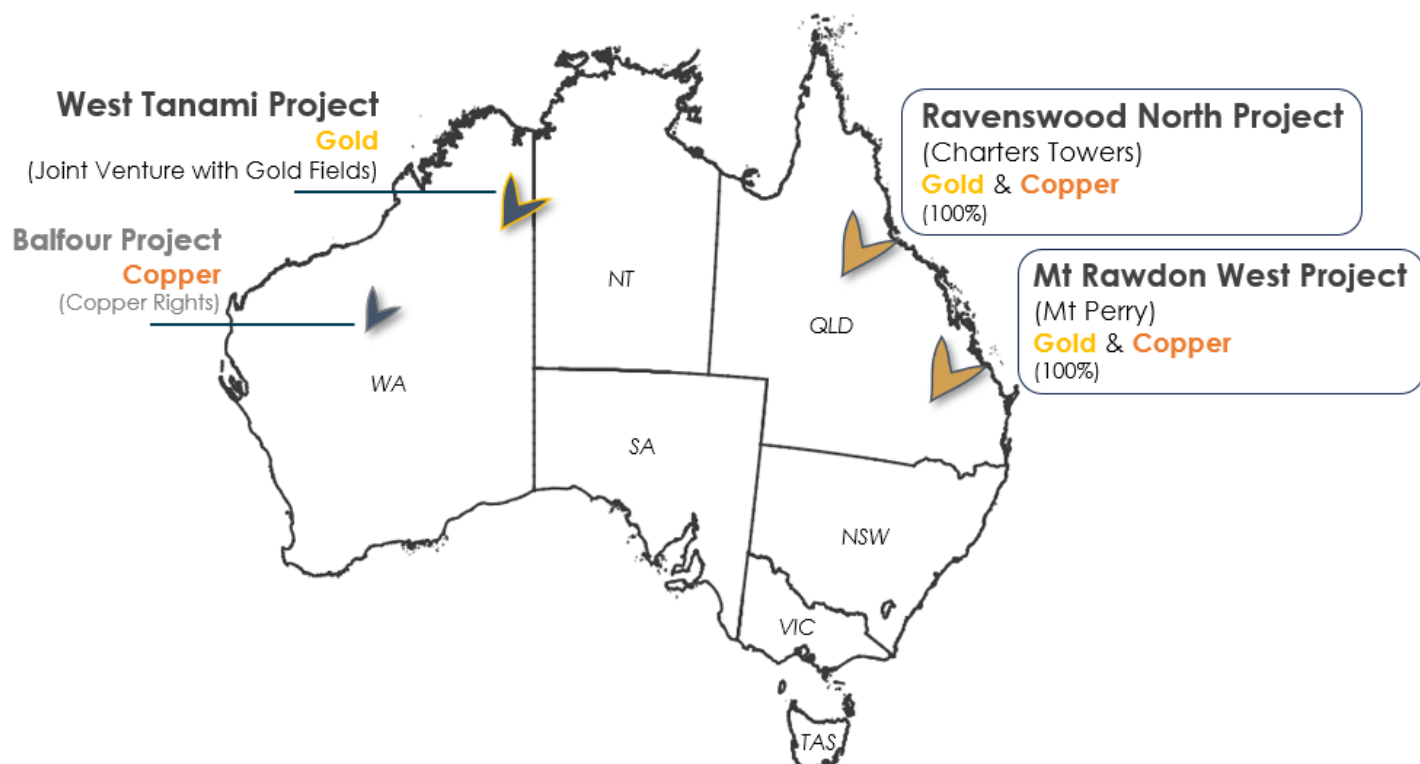 West Tanami Project
Gold
(Joint Venture with Gold Fields)
Balfour Project
Copper
(Copper Rights)
Ravenswood North Project
(Charters Towers)
Gold & Copper
(100%)
Mt Rawdon West Project
(Mt Perry)
Gold & Copper
(100%)
NT
QLD
WA
SA
NSW
VIC
TAS